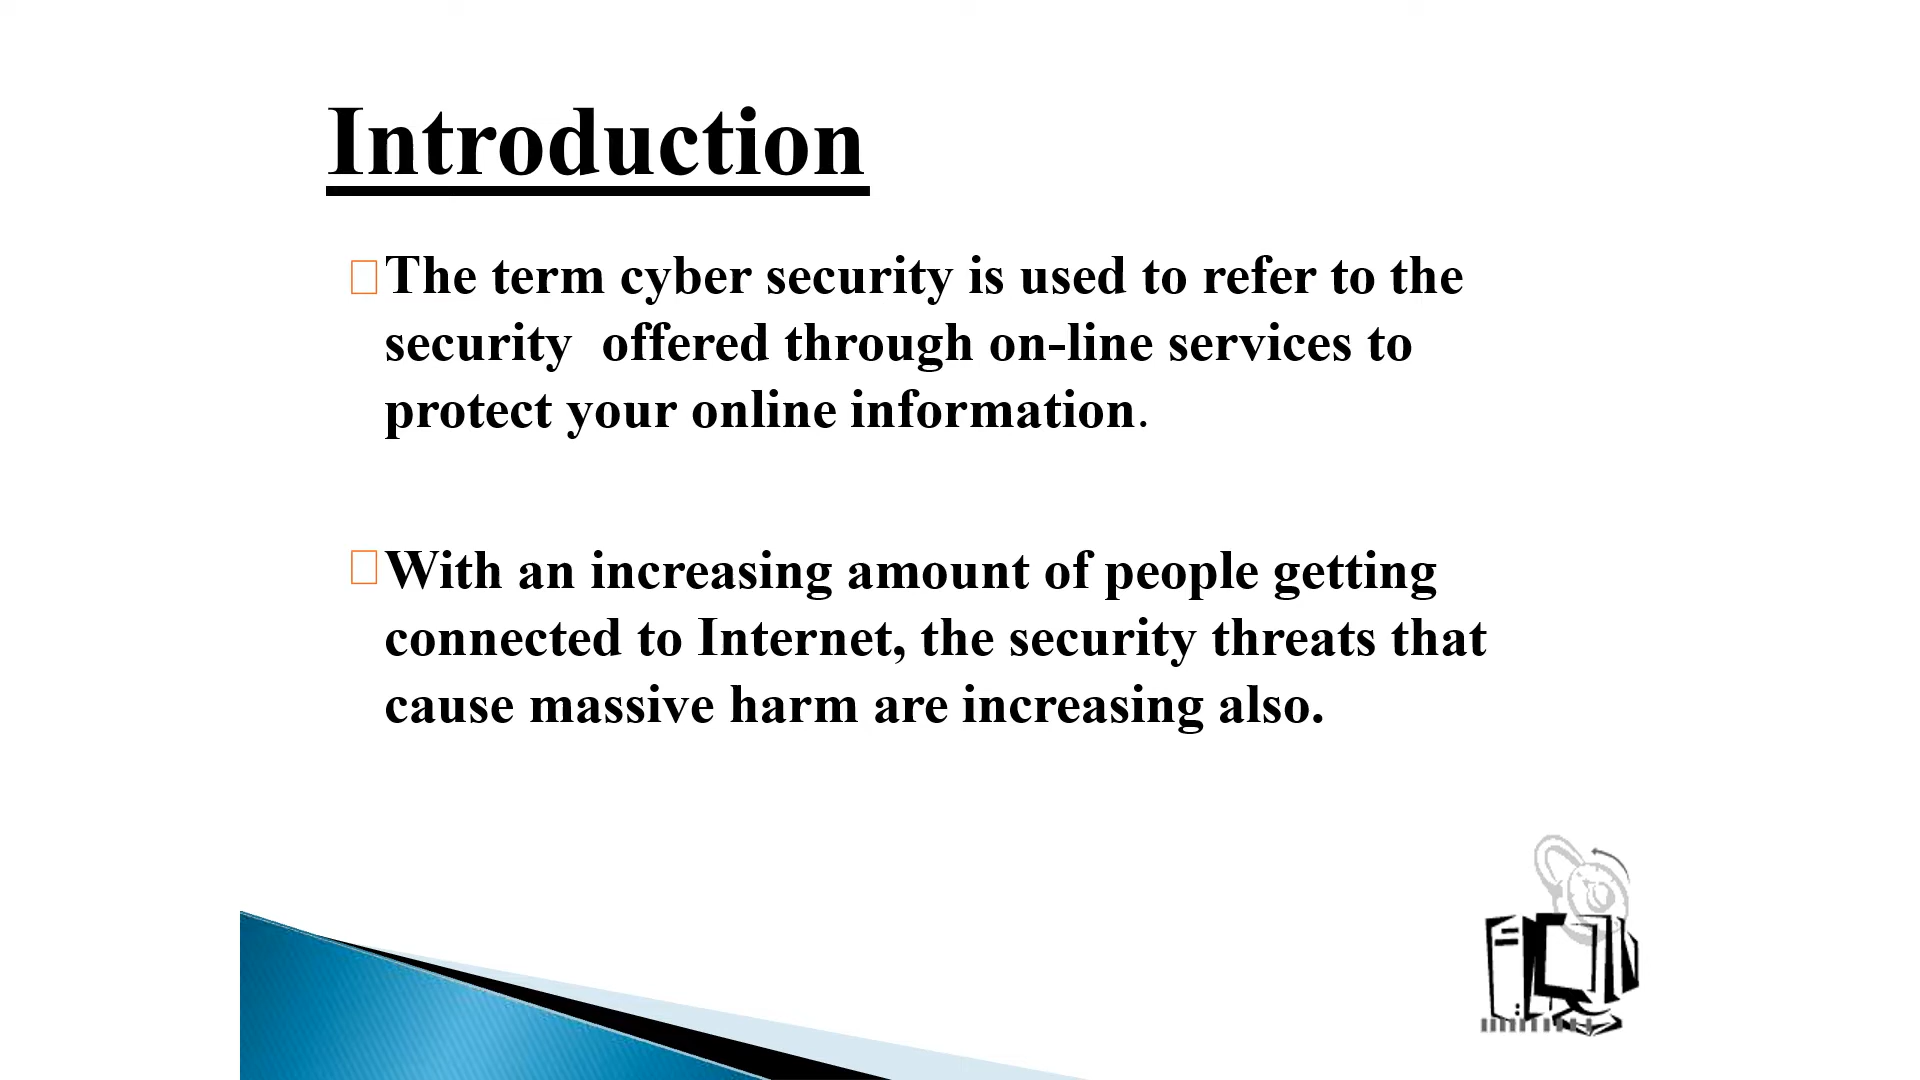 Introduction
The term cyber security is used to refer to the
security  offered through on-line services to
protect your online information.
With an increasing amount of people getting
connected to Internet, the security threats that
cause massive harm are increasing also.